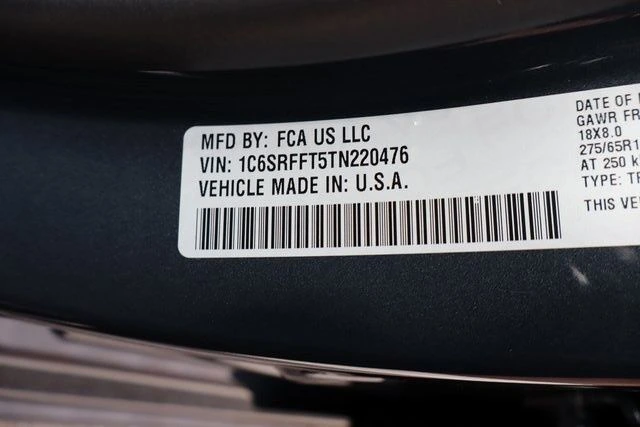 MFD BY: FCA US LLC
VIN: 1C6SRFFT5TN220476
VEHICLE MADE IN: U.S.A.
DATE OF
GAWR FR
18X8.0
275/65R1
AT 250 k
TYPE: TR
THIS VE